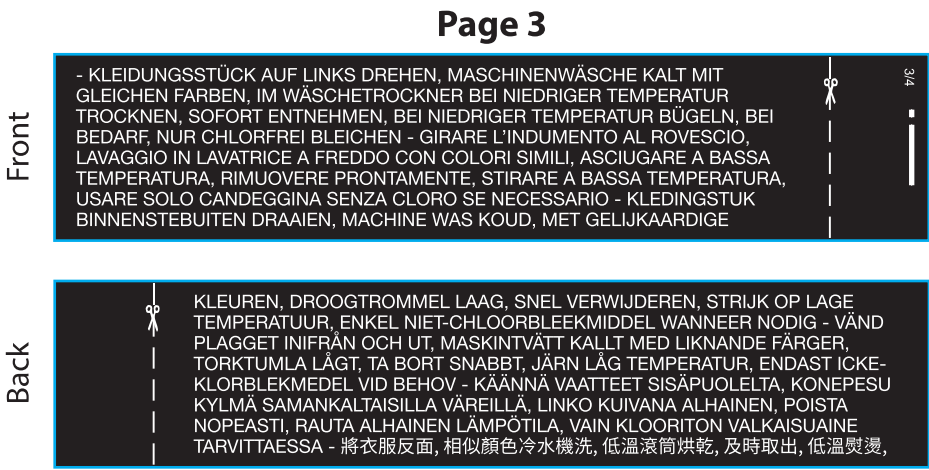 Page 3
Front
- KLEIDUNGSSTÜCK AUF LINKS DREHEN, MASCHINENWÄSCHE KALT MIT
GLEICHEN FARBEN, IM WÄSCHETROCKNER BEI NIEDRIGER TEMPERATUR
TROCKNEN, SOFORT ENTNEHMEN, BEI NIEDRIGER TEMPERATUR BÜGELN, BEI
BEDARF, NUR CHLORFREI BLEICHEN - GIRARE L'INDUMENTO AL ROVESCIO,
LAVAGGIO IN LAVATRICE A FREDDO CON COLORI SIMILI, ASCIUGARE A BASSA
TEMPERATURA, RIMUOVERE PRONTAMENTE, STIRARE A BASSA TEMPERATURA,
USARE SOLO CANDEGGINA SENZA CLORO SE NECESSARIO - KLEDINGSTUK
BINNENSTEBUITEN DRAAIEN, MACHINE WAS KOUD, MET GELIJKAARDIGE
3/4
Back
KLEUREN, DROOGTROMMEL LAAG, SNEL VERWIJDEREN, STRIJK OP LAGE
TEMPERATUUR, ENKEL NIET-CHLOORBLEEKMIDDEL WANNEER NODIG - VÄND
PLAGGET INIFRÅN OCH UT, MASKINTVÄTT KALLT MED LIKNANDE FÄRGER,
TORKTUMLA LÅGT, TA BORT SNABBT, JÄRN LÅG TEMPERATUR, ENDAST ICKE-
KLORBLEKMEDEL VID BEHOV - KÄÄNNÄ VAATTEET SISÄPUOLELTA, KONEPESU
KYLMÄ SAMANKALTAISILLA VÄREILLÄ, LINKO KUIVANA ALHAINEN, POISTA
NOPEASTI, RAUTA ALHAINEN LÄMPÖTILA, VAIN KLOORITON VALKAISUAINE
TARVITTAESSA - 將衣服反面, 相似顏色冷水機洗, 低溫滾筒烘乾, 及時取出, 低溫熨燙,